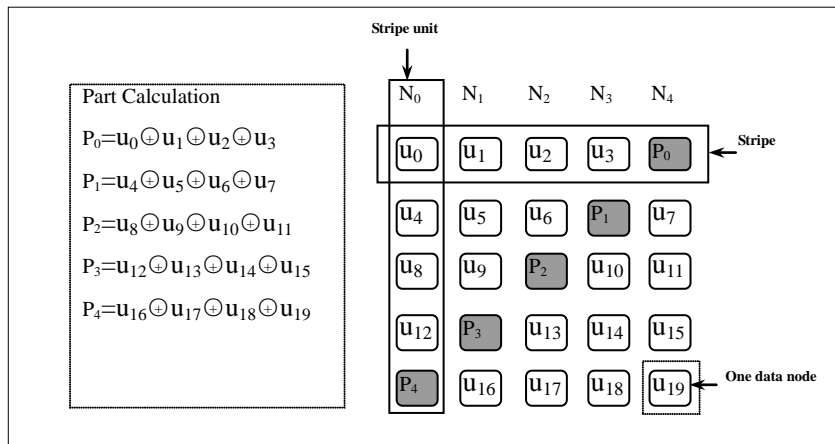 Stripe unit
Part Calculation
P₀=u₀⊕u₁⊕u₂⊕u₃
P₁=u₄⊕u₅⊕u₆⊕u₇
P₂=u₈⊕u₉⊕u₁₀⊕u₁₁
P₃=u₁₂⊕u₁₃⊕u₁₄⊕u₁₅
P₄=u₁₆⊕u₁₇⊕u₁₈⊕u₁₉
N₀ N₁ N₂ N₃ N₄
u₀ u₁ u₂ u₃ P₀
Stripe
u₄ u₅ u₆ P₁ u₇
u₈ u₉ P₂ u₁₀ u₁₁
u₁₂ P₃ u₁₃ u₁₄ u₁₅
P₄ u₁₆ u₁₇ u₁₈ u₁₉
One data node